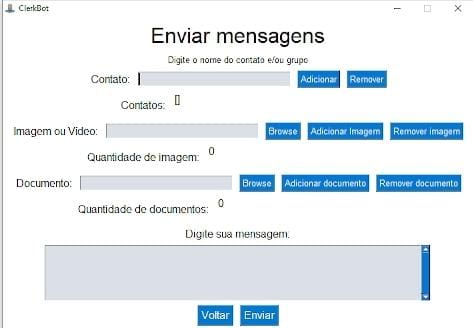 ClerkBot
Enviar mensagens
Digite o nome do contato e/ou grupo
Contato: Adicionar Remover
Contatos: []
Imagem ou Vídeo: Browse Adicionar Imagem Remover imagem
Quantidade de imagem: 0
Documento: Browse Adicionar documento Remover documento
Quantidade de documentos: 0
Digite sua mensagem:
Voltar Enviar